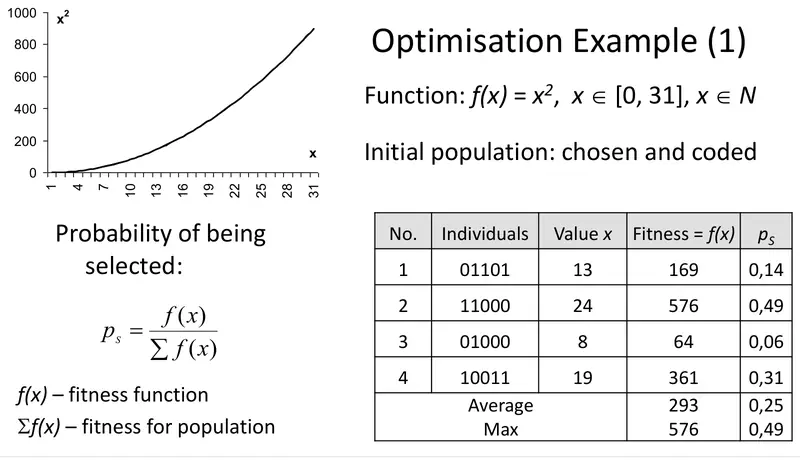 Optimisation Example (1)
Function: f(x) = x², x ∈ [0, 31], x ∈ N
Initial population: chosen and coded
x²
1000
800
600
400
200
0
x
1 4 7 10 13 16 19 22 25 28 31
Probability of being
selected:
pₛ = f(x) / ∑ f(x)
f(x) – fitness function
Σf(x) – fitness for population
No. Individuals Value x Fitness = f(x) pₛ
1 01101 13 169 0,14
2 11000 24 576 0,49
3 01000 8 64 0,06
4 10011 19 361 0,31
Average 293 0,25
Max 576 0,49